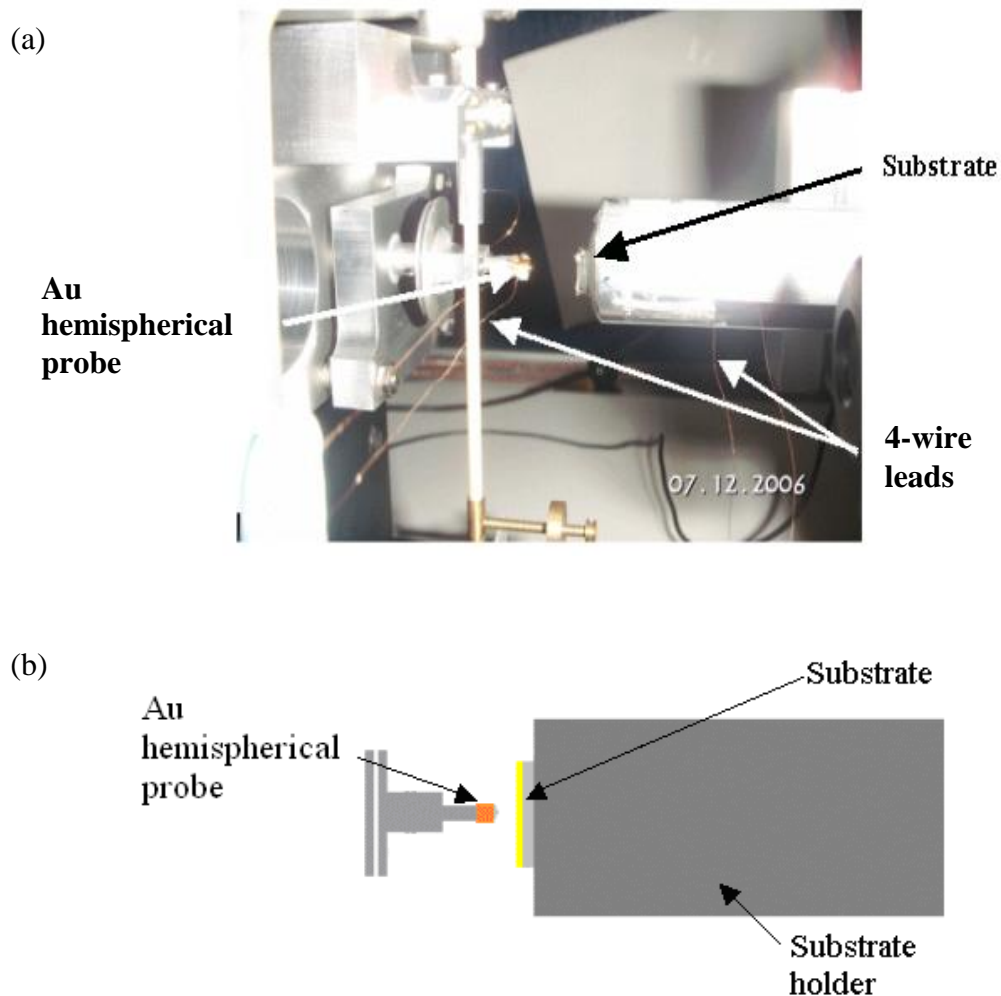 (a)
Substrate
Au
hemispherical
probe
4-wire
leads
07.12.2006
(b)
Substrate
Au
hemispherical
probe
Substrate
holder